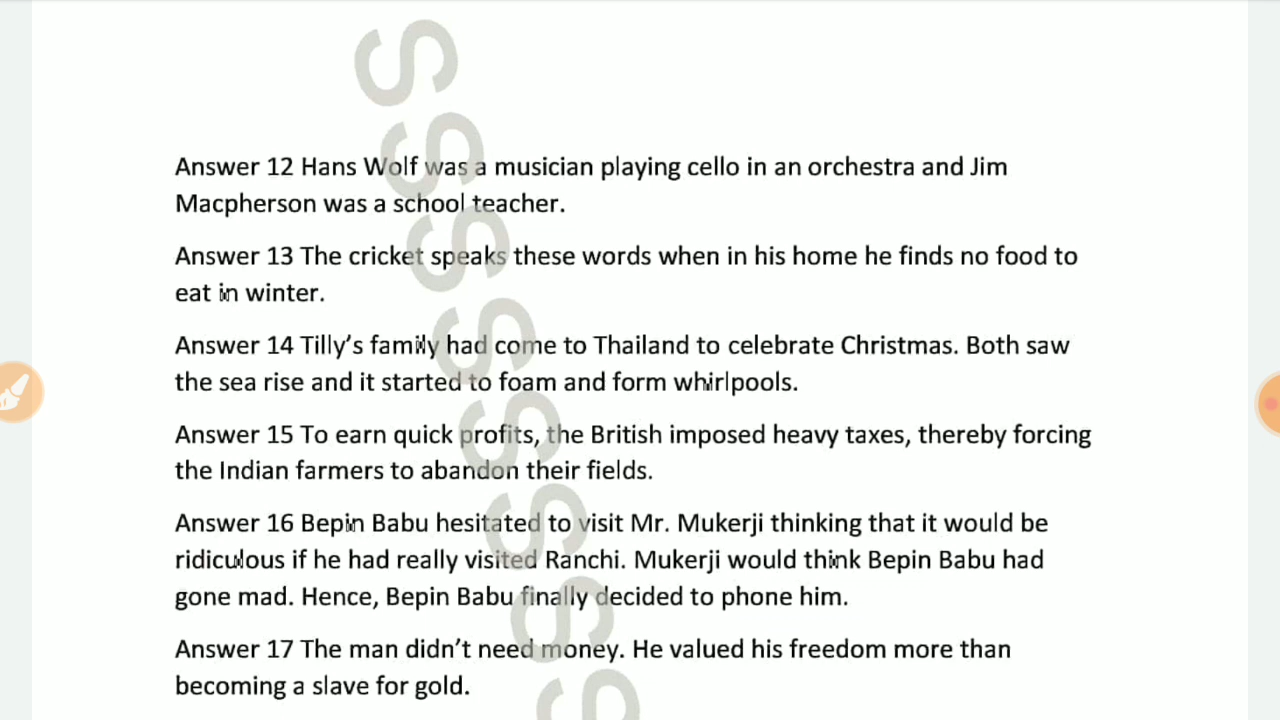 Answer 12 Hans Wolf was a musician playing cello in an orchestra and Jim
Macpherson was a school teacher.
Answer 13 The cricket speaks these words when in his home he finds no food to
eat in winter.
Answer 14 Tilly’s family had come to Thailand to celebrate Christmas. Both saw
the sea rise and it started to foam and form whirlpools.
Answer 15 To earn quick profits, the British imposed heavy taxes, thereby forcing
the Indian farmers to abandon their fields.
Answer 16 Bepin Babu hesitated to visit Mr. Mukerji thinking that it would be
ridiculous if he had really visited Ranchi. Mukerji would think Bepin Babu had
gone mad. Hence, Bepin Babu finally decided to phone him.
Answer 17 The man didn’t need money. He valued his freedom more than
becoming a slave for gold.
SSSSSSSS